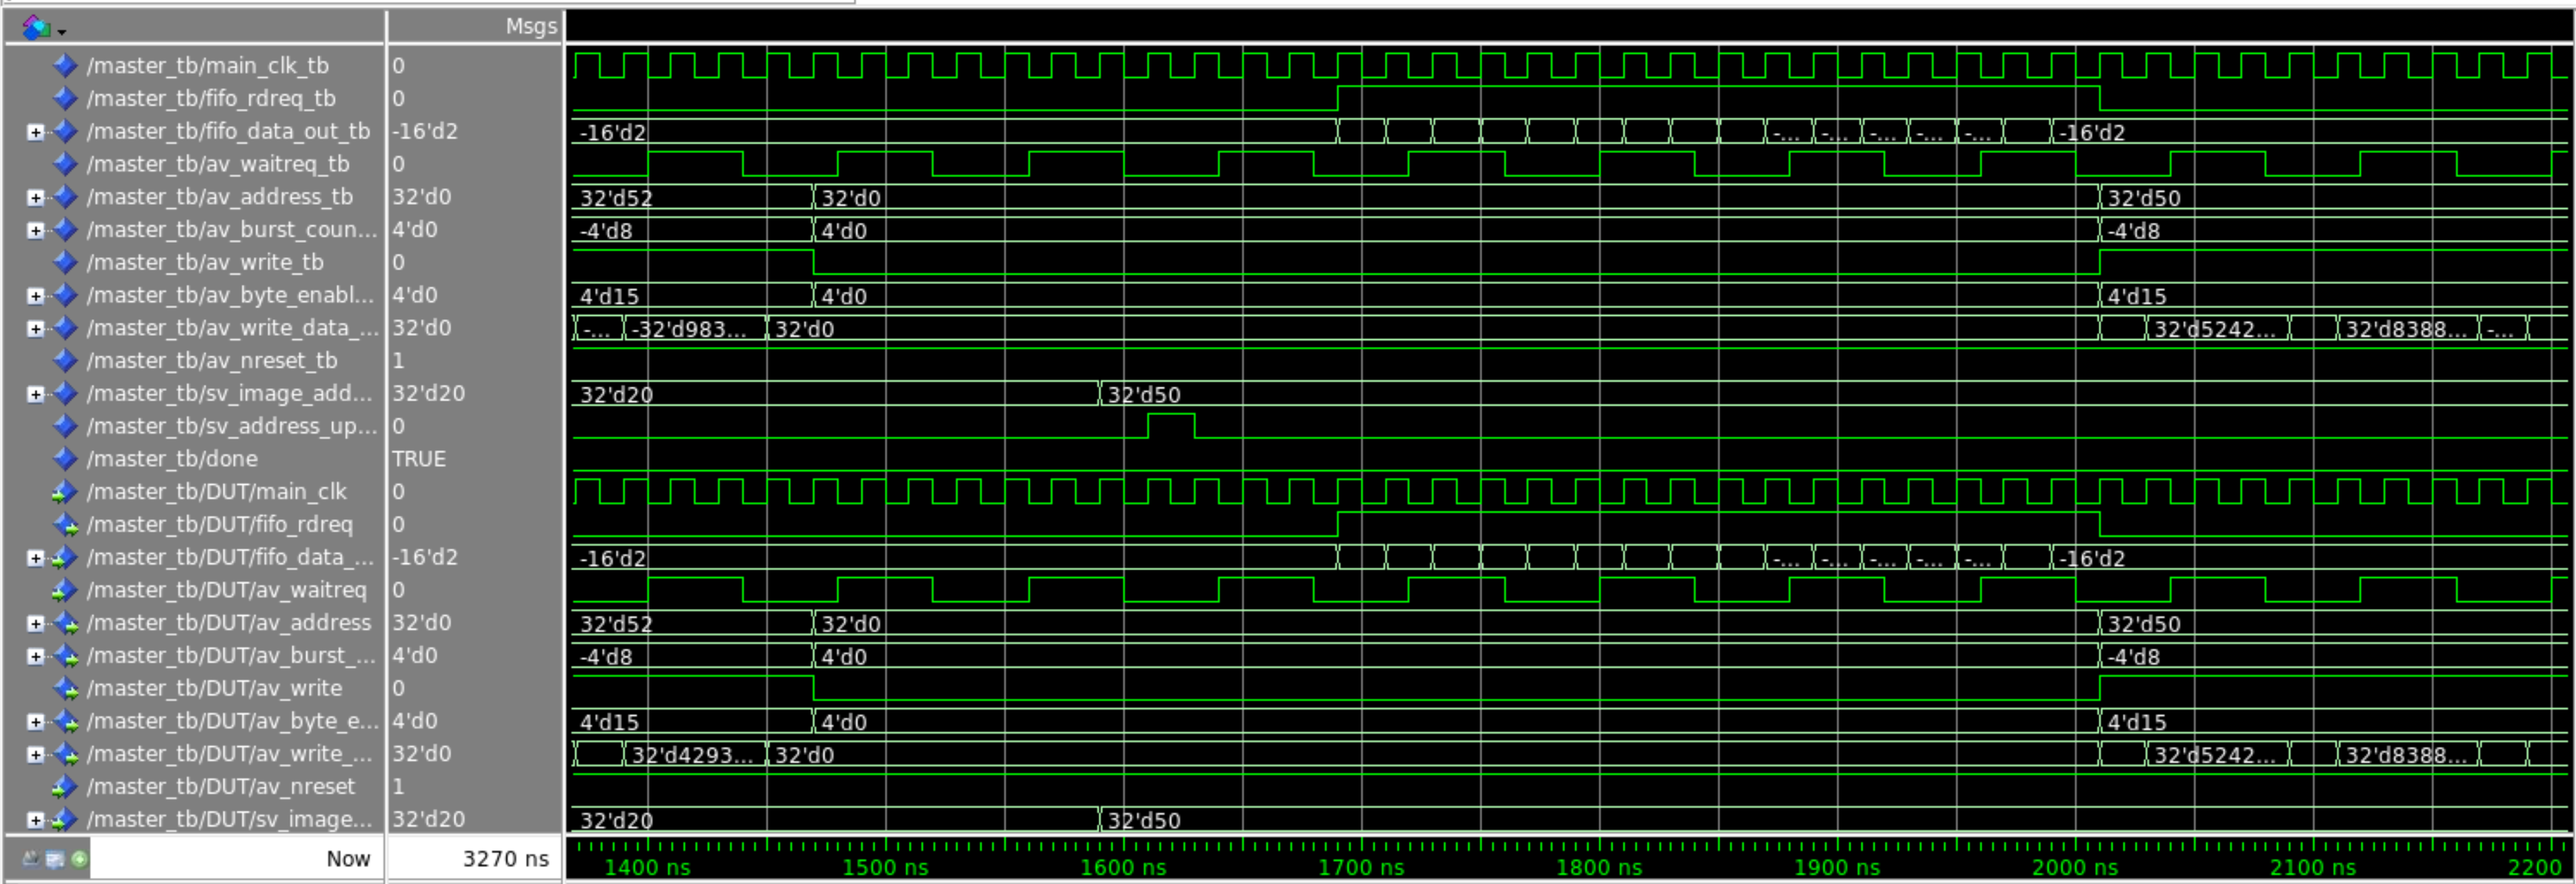 Msgs
/master_tb/main_clk_tb 0
/master_tb/fifo_rdreq_tb 0
/master_tb/fifo_data_out_tb -16'd2 -16'd2 -... -... -... -... -... -16'd2
/master_tb/av_waitreq_tb 0
/master_tb/av_address_tb 32'd0 32'd52 32'd0 32'd50
/master_tb/av_burst_coun... 4'd0 -4'd8 4'd0 -4'd8
/master_tb/av_write_tb 0
/master_tb/av_byte_enabl... 4'd0 4'd15 4'd0 4'd15
/master_tb/av_write_data_... 32'd0 -... -32'd983... 32'd0 32'd5242... 32'd8388... -...
/master_tb/av_nreset_tb 1
/master_tb/sv_image_add... 32'd20 32'd20 32'd50
/master_tb/sv_address_up... 0
/master_tb/done TRUE
/master_tb/DUT/main_clk 0
/master_tb/DUT/fifo_rdreq 0
/master_tb/DUT/fifo_data_... -16'd2 -16'd2 -... -... -... -... -... -16'd2
/master_tb/DUT/av_waitreq 0
/master_tb/DUT/av_address 32'd0 32'd52 32'd0 32'd50
/master_tb/DUT/av_burst_... 4'd0 -4'd8 4'd0 -4'd8
/master_tb/DUT/av_write 0
/master_tb/DUT/av_byte_e... 4'd0 4'd15 4'd0 4'd15
/master_tb/DUT/av_write_... 32'd0 32'd4293... 32'd0 32'd5242... 32'd8388...
/master_tb/DUT/av_nreset 1
/master_tb/DUT/sv_image... 32'd20 32'd20 32'd50
Now 3270 ns 1400 ns 1500 ns 1600 ns 1700 ns 1800 ns 1900 ns 2000 ns 2100 ns 2200